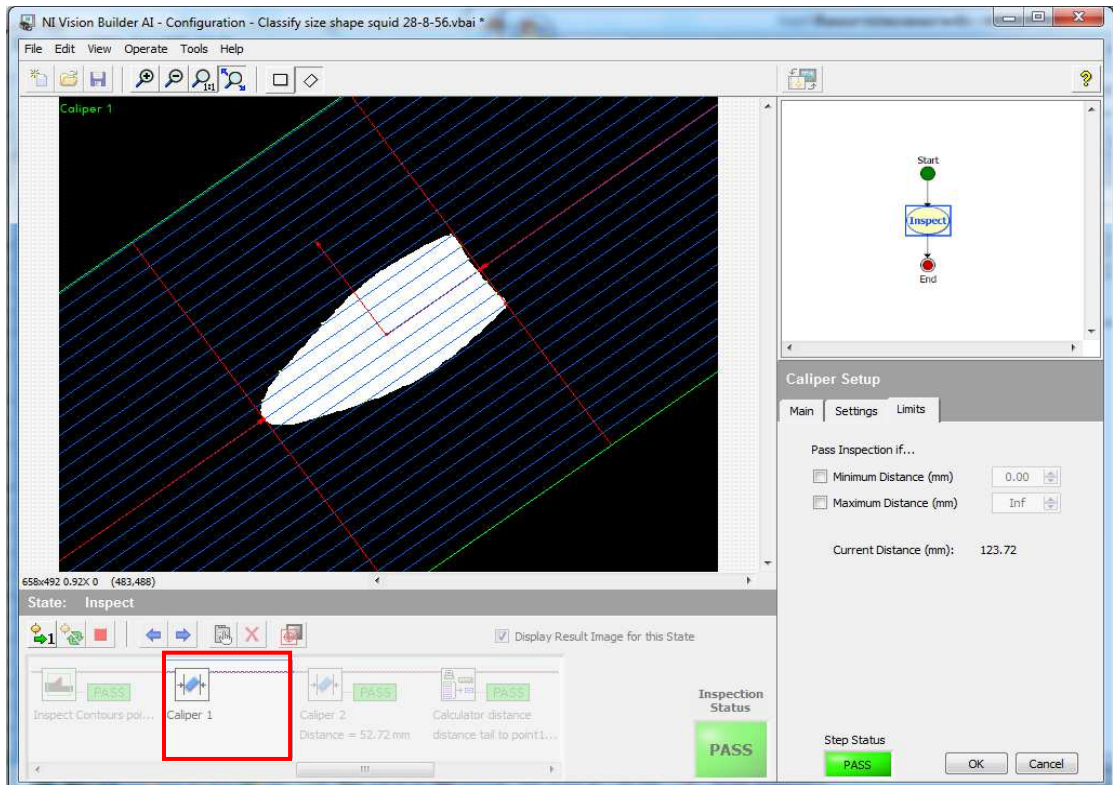 NI Vision Builder AI - Configuration - Classify size shape squid 28-8-56.vbai *
File Edit View Operate Tools Help
1:1
?
Caliper 1
Start
Inspect
End
Caliper Setup
Main Settings Limits
Pass Inspection if...
Minimum Distance (mm) 0.00
Maximum Distance (mm) Inf
Current Distance (mm): 123.72
658x492 0.92X 0 (483,488)
State: Inspect
1
Display Result Image for this State
PASS
Inspect Contours poi...
Caliper 1
PASS
Caliper 2
Distance = 52.72 mm
PASS
Calculator distance
distance tail to point1...
Inspection
Status
PASS
Step Status
PASS
OK Cancel